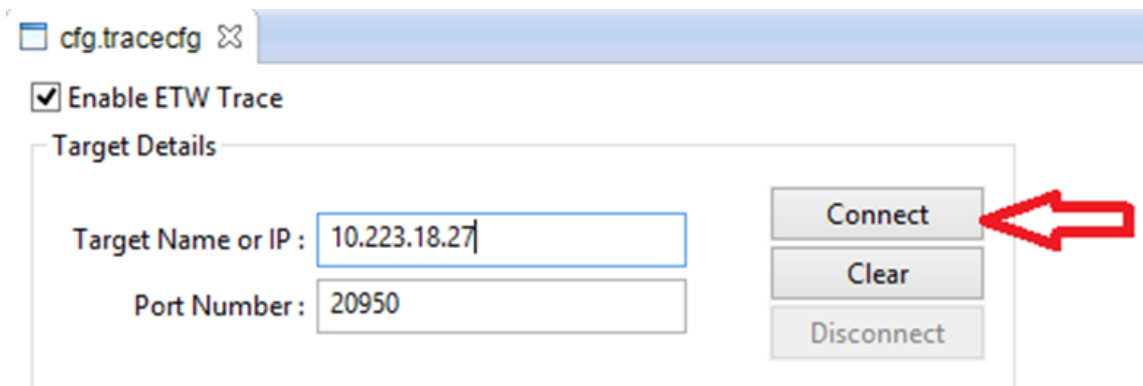 cfg.tracecfg
Enable ETW Trace
Target Details
Target Name or IP : 10.223.18.27
Connect
Clear
Port Number : 20950
Disconnect